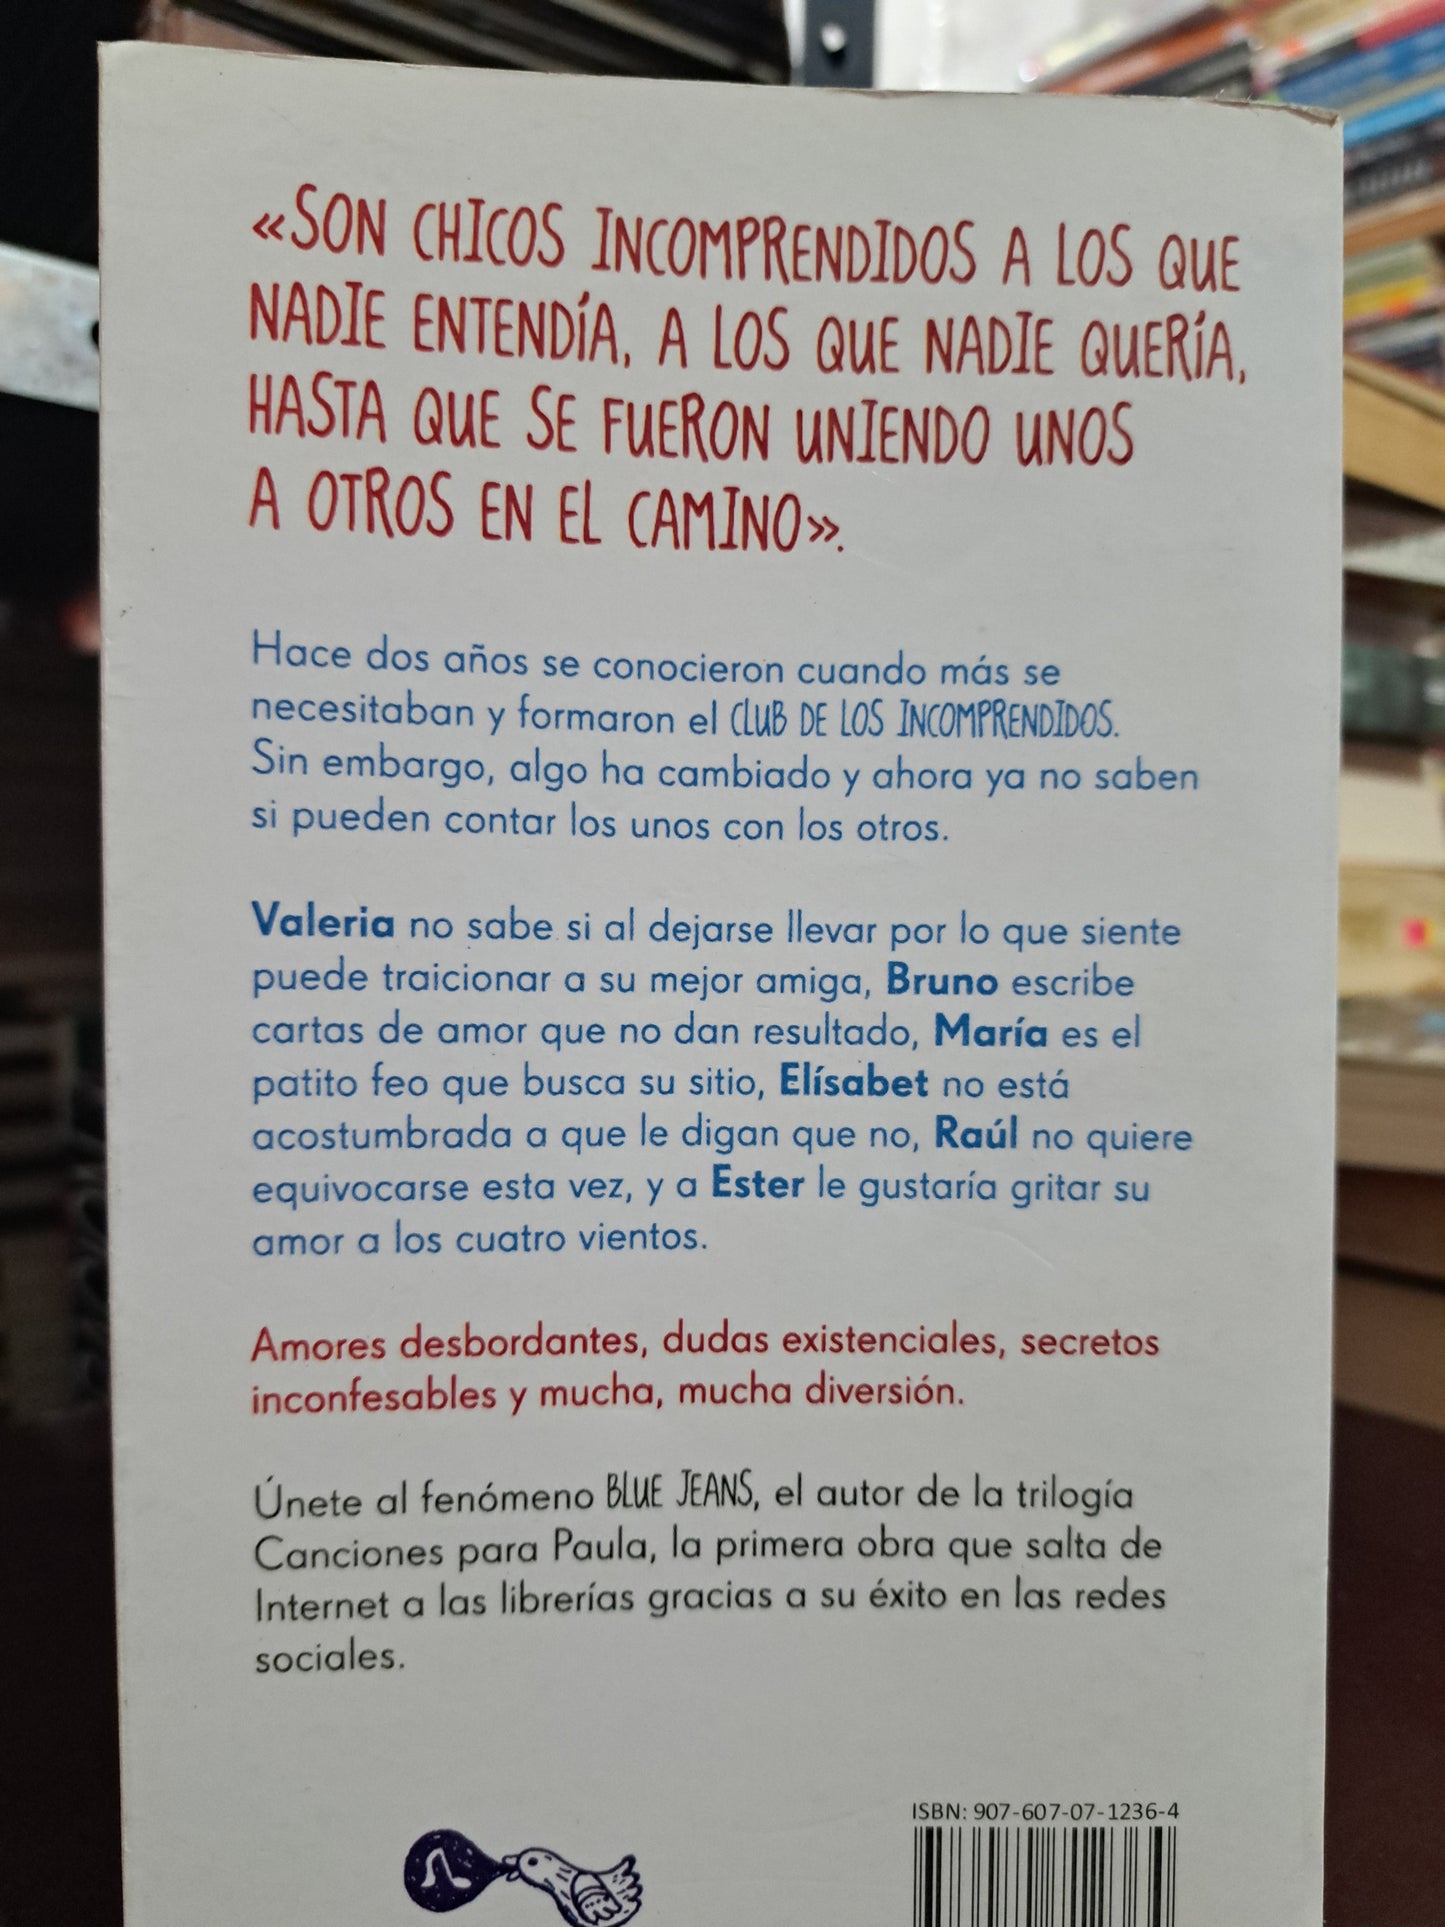 «SON CHICOS INCOMPRENDIDOS A LOS QUE
NADIE ENTENDÍA, A LOS QUE NADIE QUERÍA,
HASTA QUE SE FUERON UNIENDO UNOS
A OTROS EN EL CAMINO».
Hace dos años se conocieron cuando más se
necesitaban y formaron el CLUB DE LOS INCOMPRENDIDOS.
Sin embargo, algo ha cambiado y ahora ya no saben
si pueden contar los unos con los otros.
Valeria no sabe si al dejarse llevar por lo que siente
puede traicionar a su mejor amiga, Bruno escribe
cartas de amor que no dan resultado, María es el
patito feo que busca su sitio, Elísabet no está
acostumbrada a que le digan que no, Raúl no quiere
equivocarse esta vez, y a Ester le gustaría gritar su
amor a los cuatro vientos.
Amores desbordantes, dudas existenciales, secretos
inconfesables y mucha, mucha diversión.
Únete al fenómeno BLUE JEANS, el autor de la trilogía
Canciones para Paula, la primera obra que salta de
Internet a las librerías gracias a su éxito en las redes
sociales.
ISBN: 907-607-07-1236-4